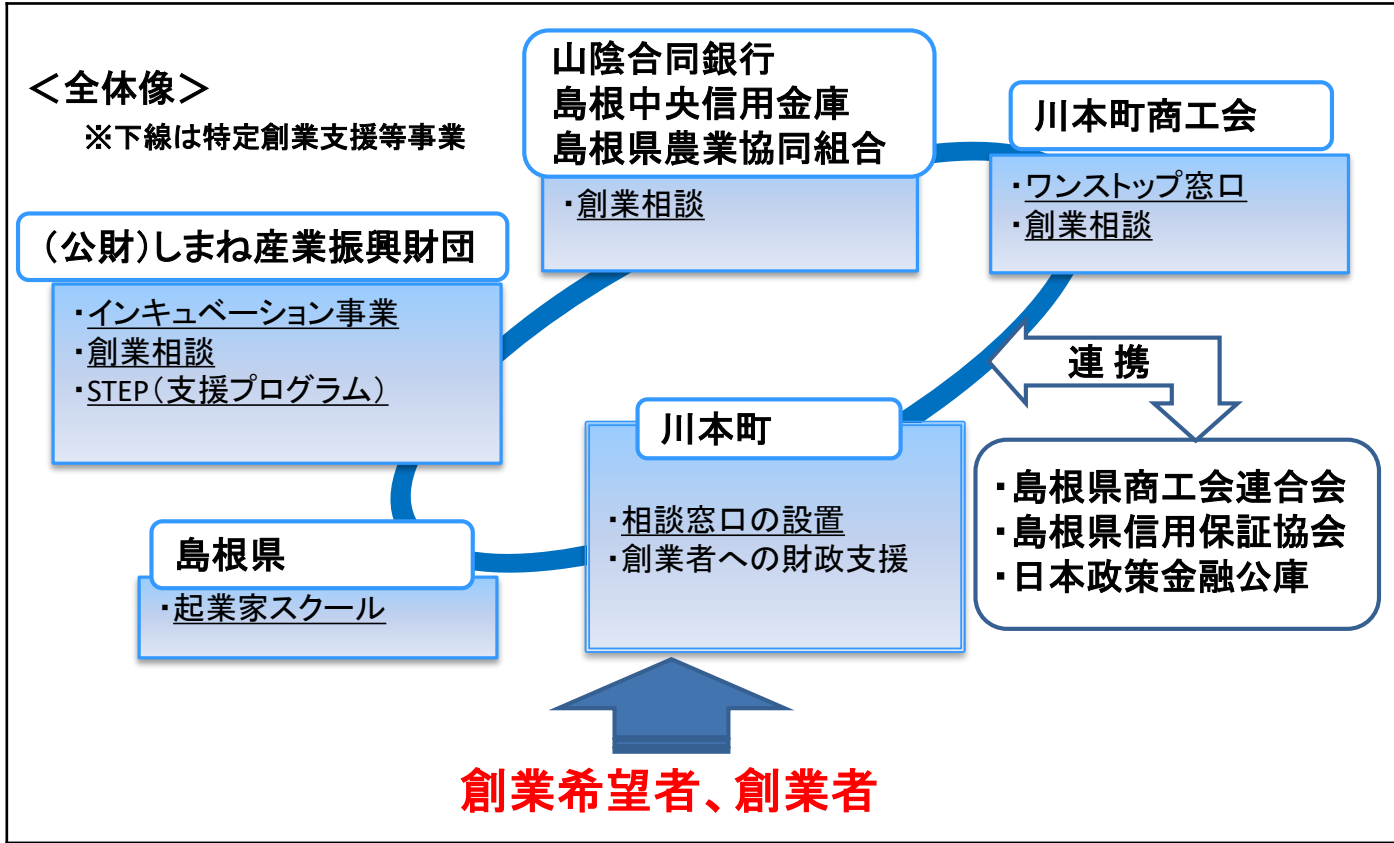 <全体像>
※下線は特定創業支援等事業
山陰合同銀行
島根中央信用金庫
島根県農業協同組合
・創業相談
川本町商工会
・ワンストップ窓口
・創業相談
(公財)しまね産業振興財団
・インキュベーション事業
・創業相談
・STEP(支援プログラム)
連 携
川本町
・相談窓口の設置
・創業者への財政支援
・島根県商工会連合会
・島根県信用保証協会
・日本政策金融公庫
島根県
・起業家スクール
創業希望者、創業者